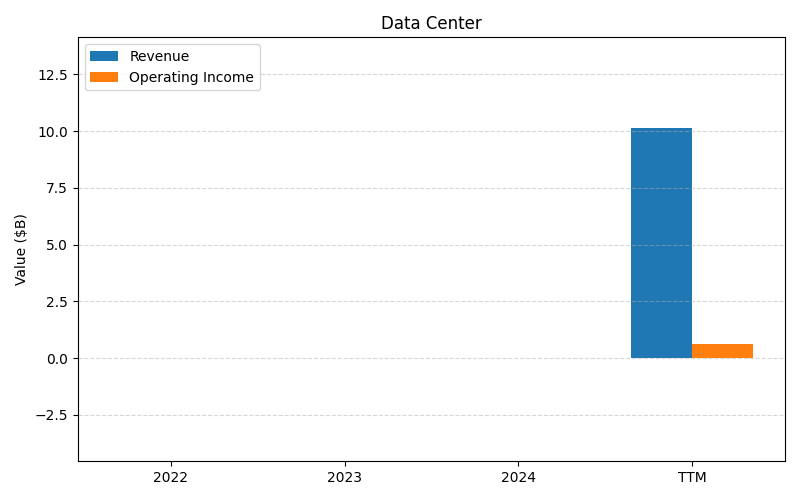 Data Center
Revenue
Operating Income
12.5
10.0
7.5
5.0
2.5
0.0
−2.5
Value ($B)
2022
2023
2024
TTM